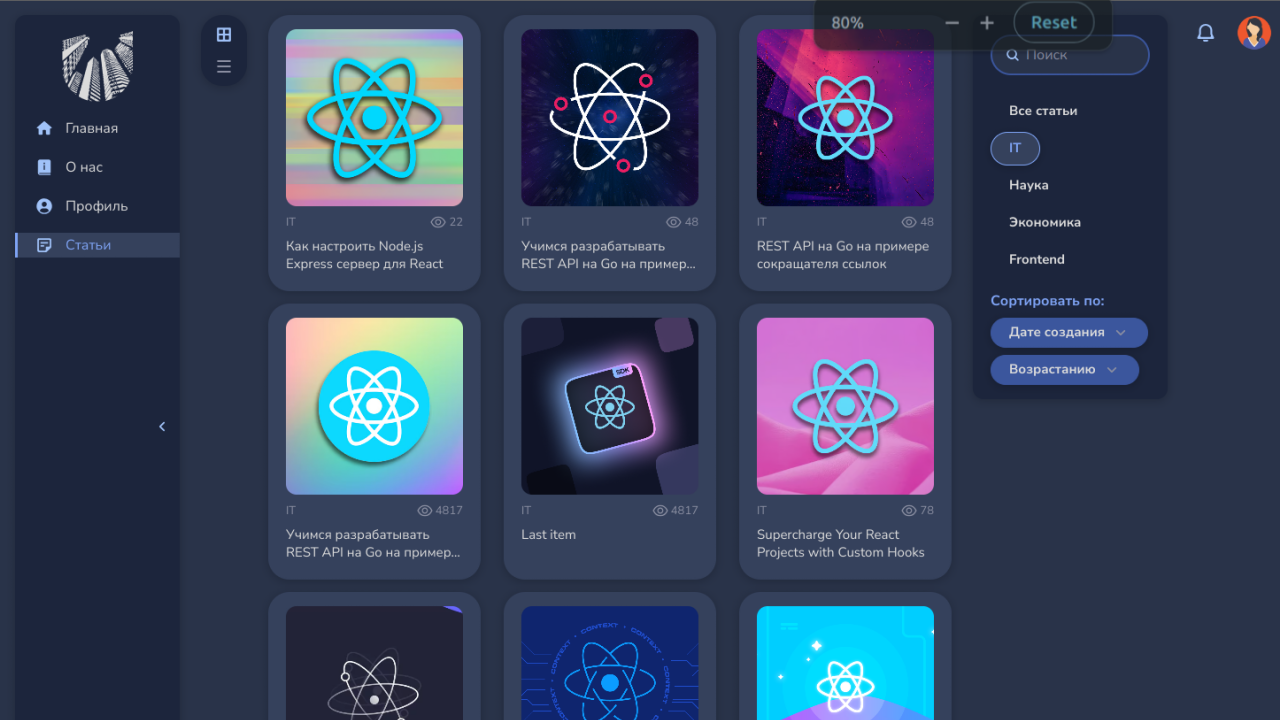 80%
Reset
Главная
О нас
Профиль
Статьи
IT 22
Как настроить Node.js
Express сервер для React
IT 48
Учимся разрабатывать
REST API на Go на пример...
IT 48
REST API на Go на примере
сокращателя ссылок
SDK
IT 4817
Учимся разрабатывать
REST API на Go на пример...
IT 4817
Last item
IT 78
Supercharge Your React
Projects with Custom Hooks
CONTEXT • CONTEXT • CONTEXT
Поиск
Все статьи
IT
Наука
Экономика
Frontend
Сортировать по:
Дате создания
Возрастанию